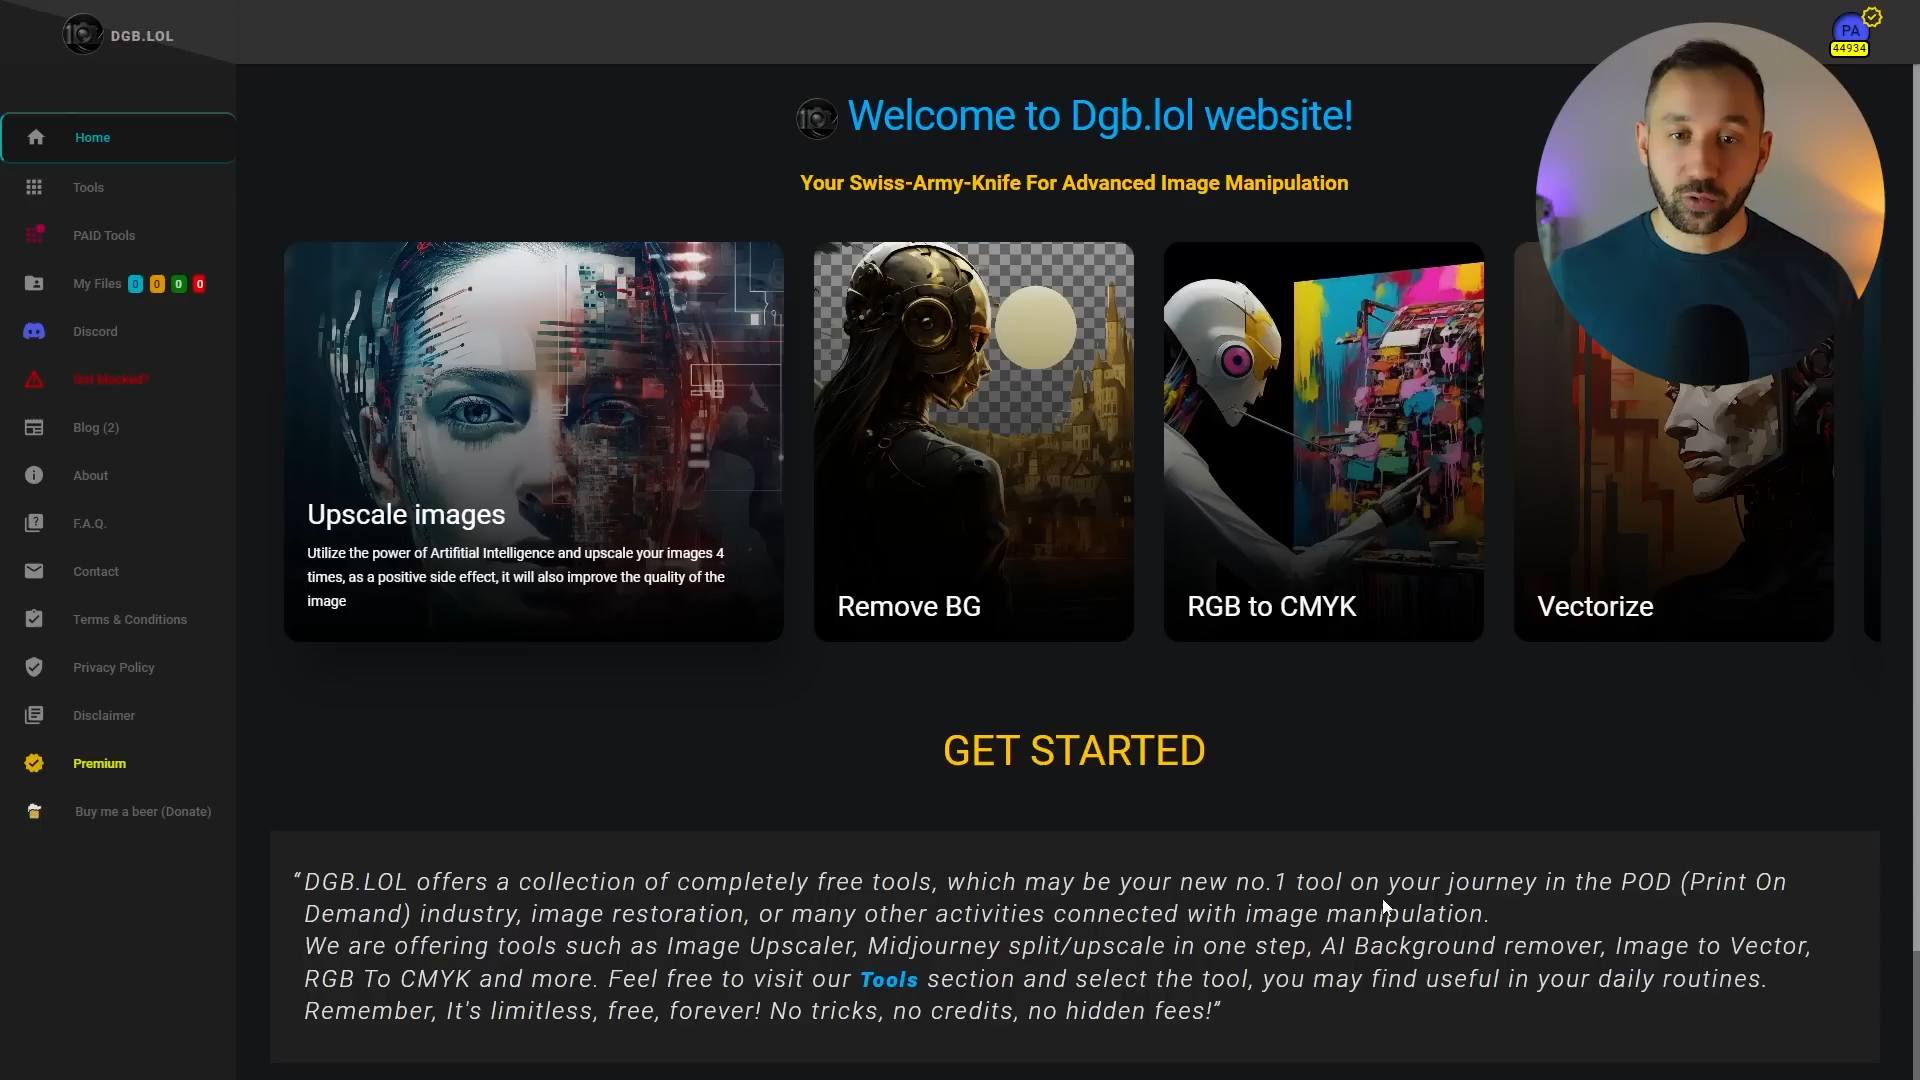 DGB.LOL
PA
44934
Home
Tools
PAID Tools
My Files 0 0 0 0
Discord
Got blocked?
Blog (2)
About
F.A.Q.
Contact
Terms & Conditions
Privacy Policy
Disclaimer
Premium
Buy me a beer (Donate)
Welcome to Dgb.lol website!
Your Swiss-Army-Knife For Advanced Image Manipulation
Upscale images
Utilize the power of Artifitial Intelligence and upscale your images 4
times, as a positive side effect, it will also improve the quality of the
image
Remove BG
RGB to CMYK
Vectorize
GET STARTED
“DGB.LOL offers a collection of completely free tools, which may be your new no.1 tool on your journey in the POD (Print On
Demand) industry, image restoration, or many other activities connected with image manipulation.
We are offering tools such as Image Upscaler, Midjourney split/upscale in one step, AI Background remover, Image to Vector,
RGB To CMYK and more. Feel free to visit our Tools section and select the tool, you may find useful in your daily routines.
Remember, It's limitless, free, forever! No tricks, no credits, no hidden fees!”